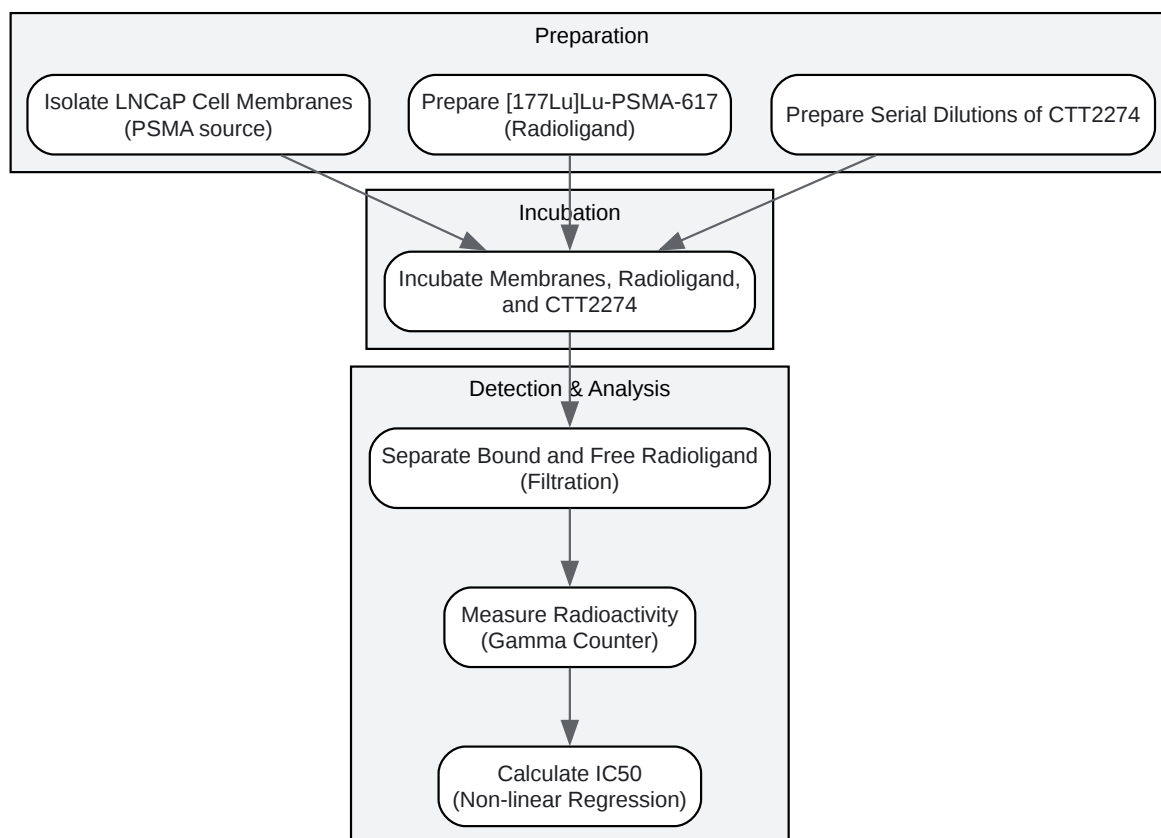 Preparation
Isolate LNCaP Cell Membranes
(PSMA source)
Prepare [177Lu]Lu-PSMA-617
(Radioligand)
Prepare Serial Dilutions of CTT2274
Incubation
Incubate Membranes, Radioligand,
and CTT2274
Detection & Analysis
Separate Bound and Free Radioligand
(Filtration)
Measure Radioactivity
(Gamma Counter)
Calculate IC50
(Non-linear Regression)